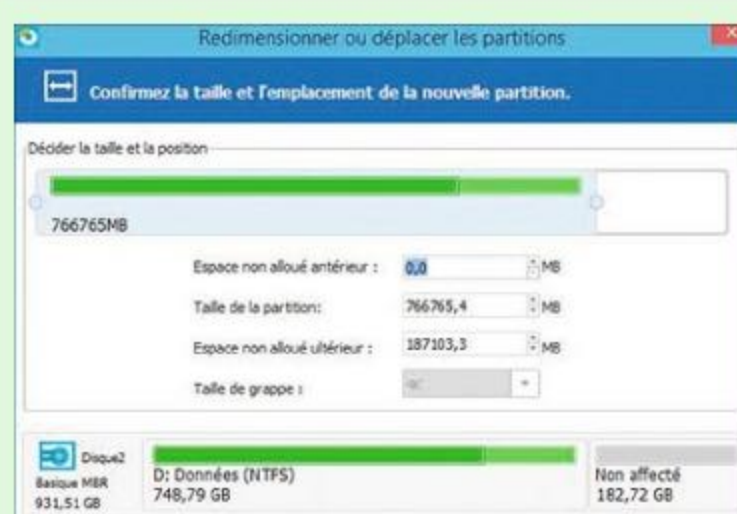 Redimensionner ou déplacer les partitions
Confirmez la taille et l'emplacement de la nouvelle partition.
Décider la taille et la position
766765MB
Espace non alloué antérieur : 0,0 MB
Taille de la partition: 766765,4 MB
Espace non alloué ultérieur : 187103,3 MB
Taille de grappe :
Disque2
Basique MBR
931,51 GB
D: Données (NTFS)
748,79 GB
Non affecté
182,72 GB